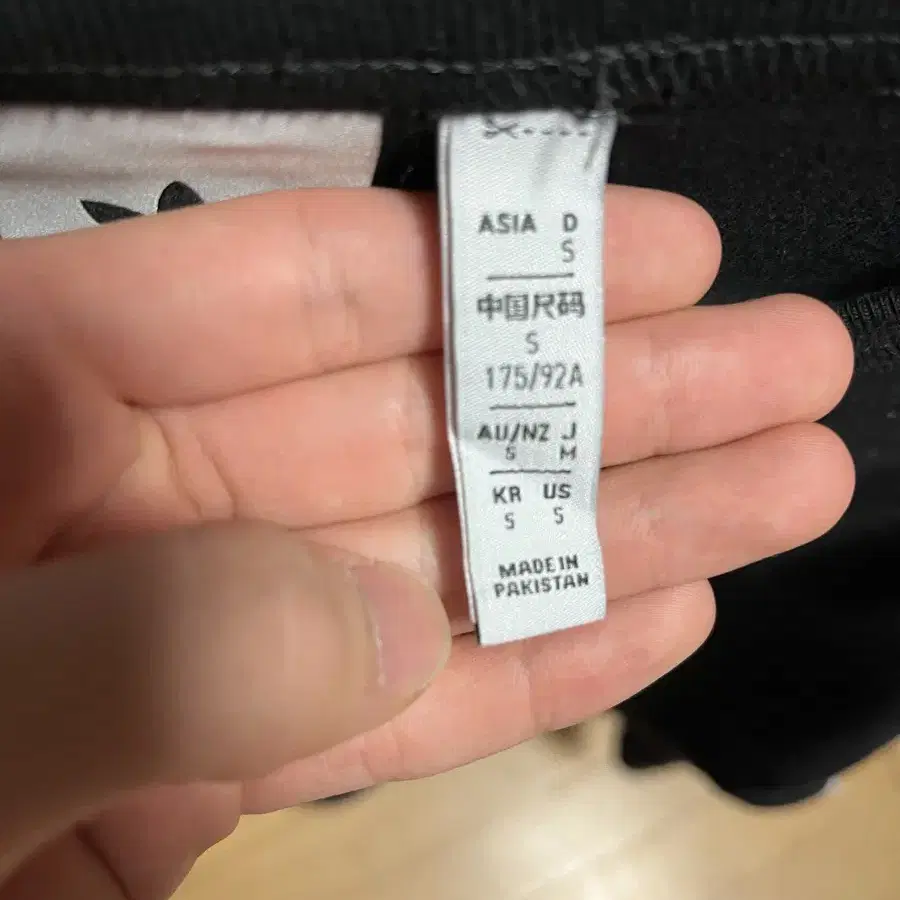 ASIA D
S
中国尺码
S
175/92A
AU/NZ J
S M
KR US
S S
MADE IN
PAKISTAN